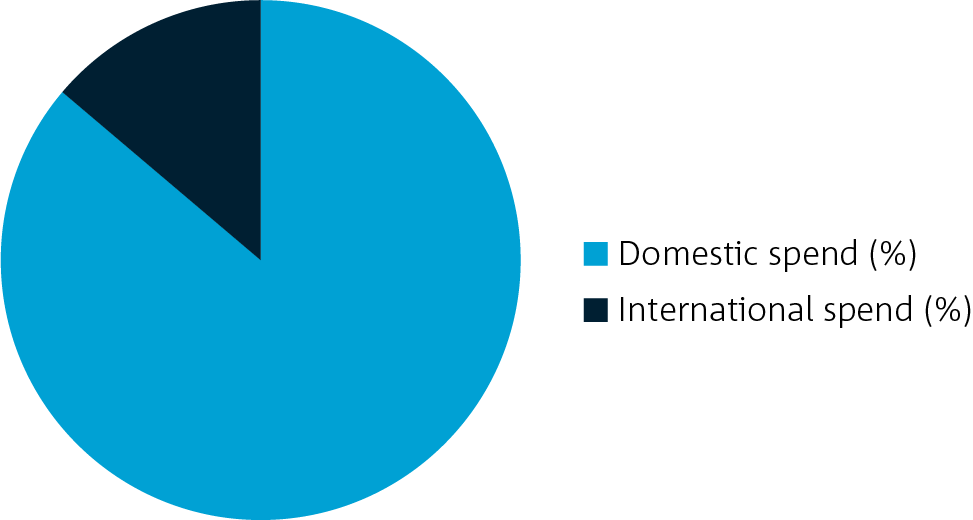 Domestic spend (%)
International spend (%)